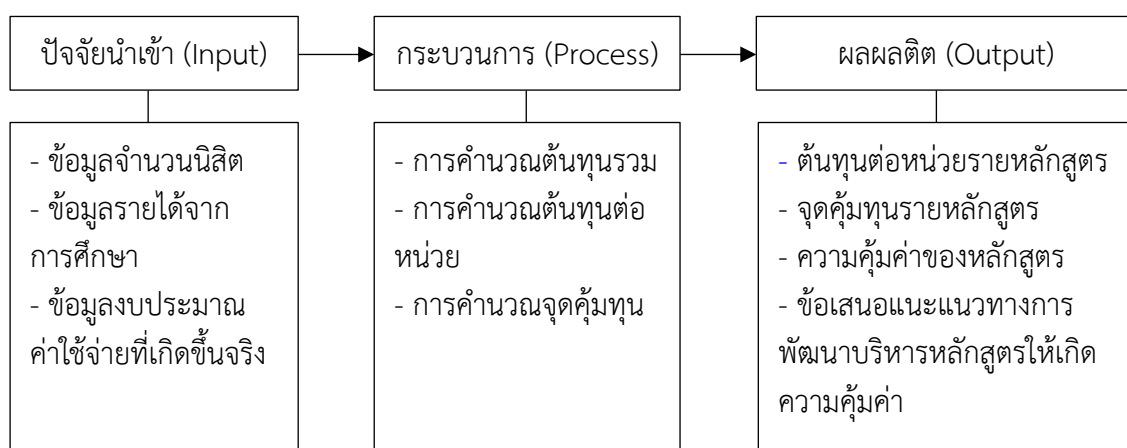 ปัจจัยนำเข้า (Input)
กระบวนการ (Process)
ผลผลติต (Output)
- ข้อมูลจำนวนนิสิต
- ข้อมูลรายได้จาก
การศึกษา
- ข้อมูลงบประมาณ
ค่าใช้จ่ายที่เกิดขึ้นจริง
- การคำนวณต้นทุนรวม
- การคำนวณต้นทุนต่อ
หน่วย
- การคำนวณจุดคุ้มทุน
- ต้นทุนต่อหน่วยรายหลักสูตร
- จุดคุ้มทุนรายหลักสูตร
- ความคุ้มค่าของหลักสูตร
- ข้อเสนอแนะแนวทางการ
พัฒนาบริหารหลักสูตรให้เกิด
ความคุ้มค่า